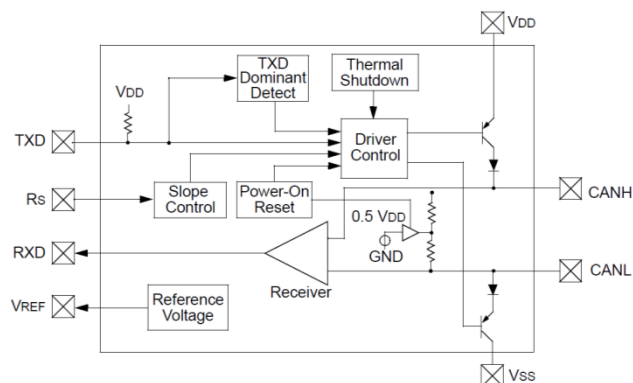 VDD
TXD
Dominant
Detect
Thermal
Shutdown
VDD
TXD
Driver
Control
RS
Slope
Control
Power-On
Reset
CANH
0.5 VDD
GND
RXD
Receiver
CANL
VREF
Reference
Voltage
VSS